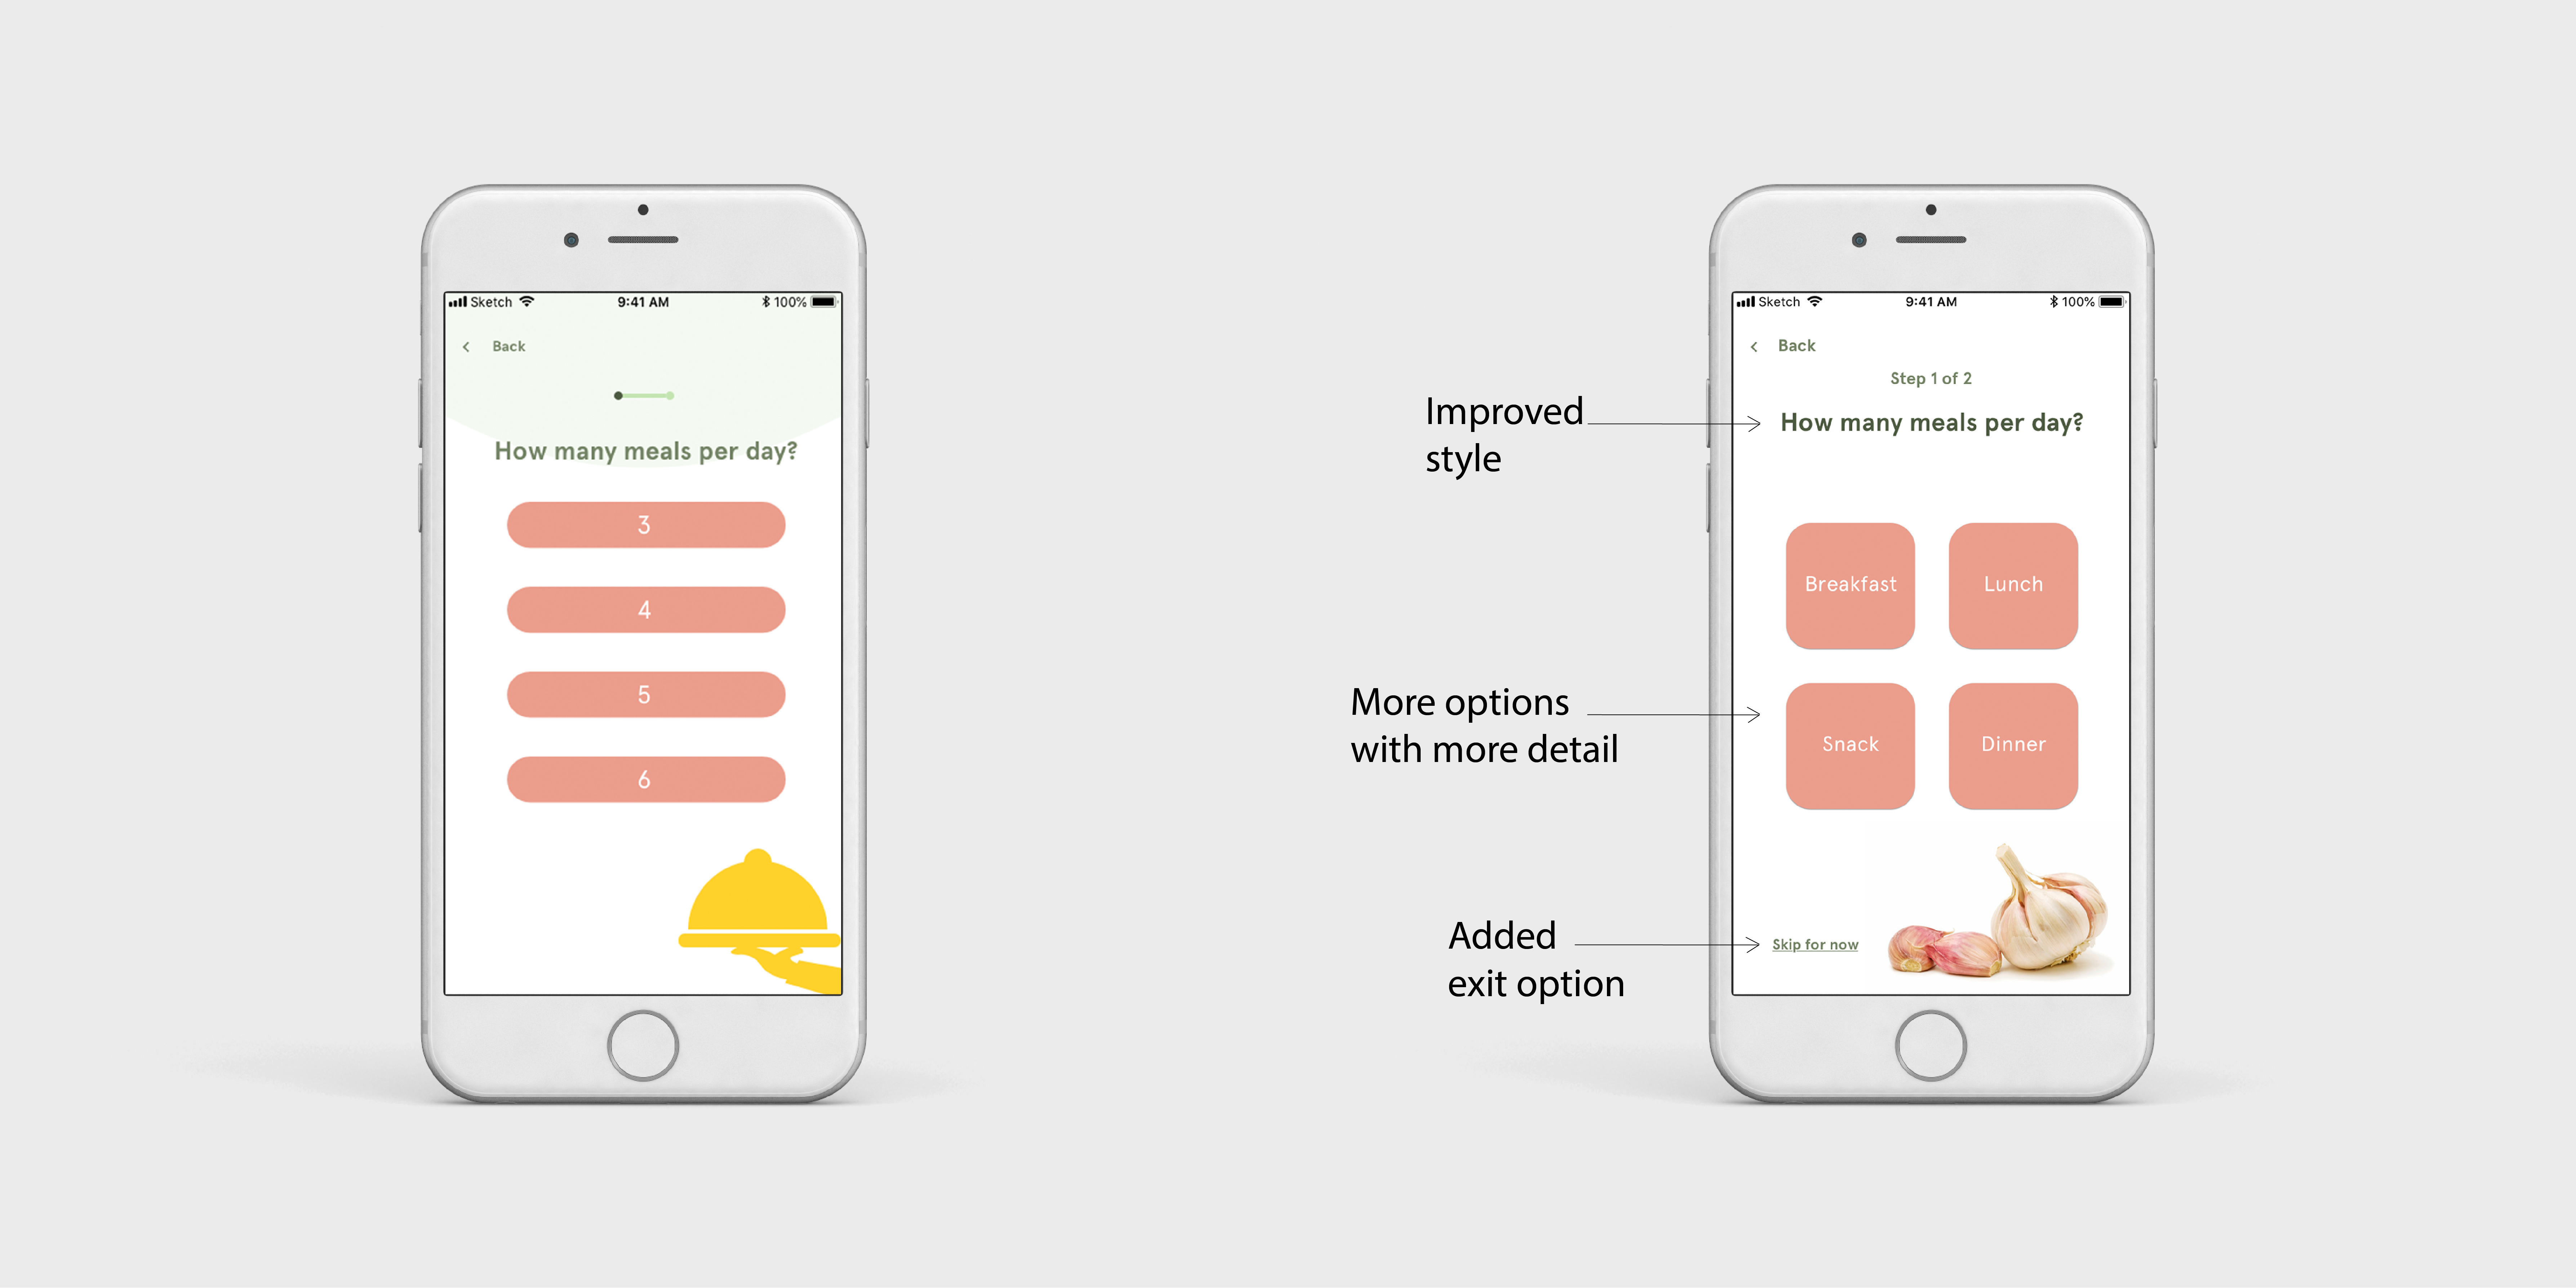 Sketch 9:41 AM 100%
Back
How many meals per day?
3
4
5
6
Improved
style
More options
with more detail
Added
exit option
Sketch 9:41 AM 100%
Back
Step 1 of 2
How many meals per day?
Breakfast Lunch
Snack Dinner
Skip for now